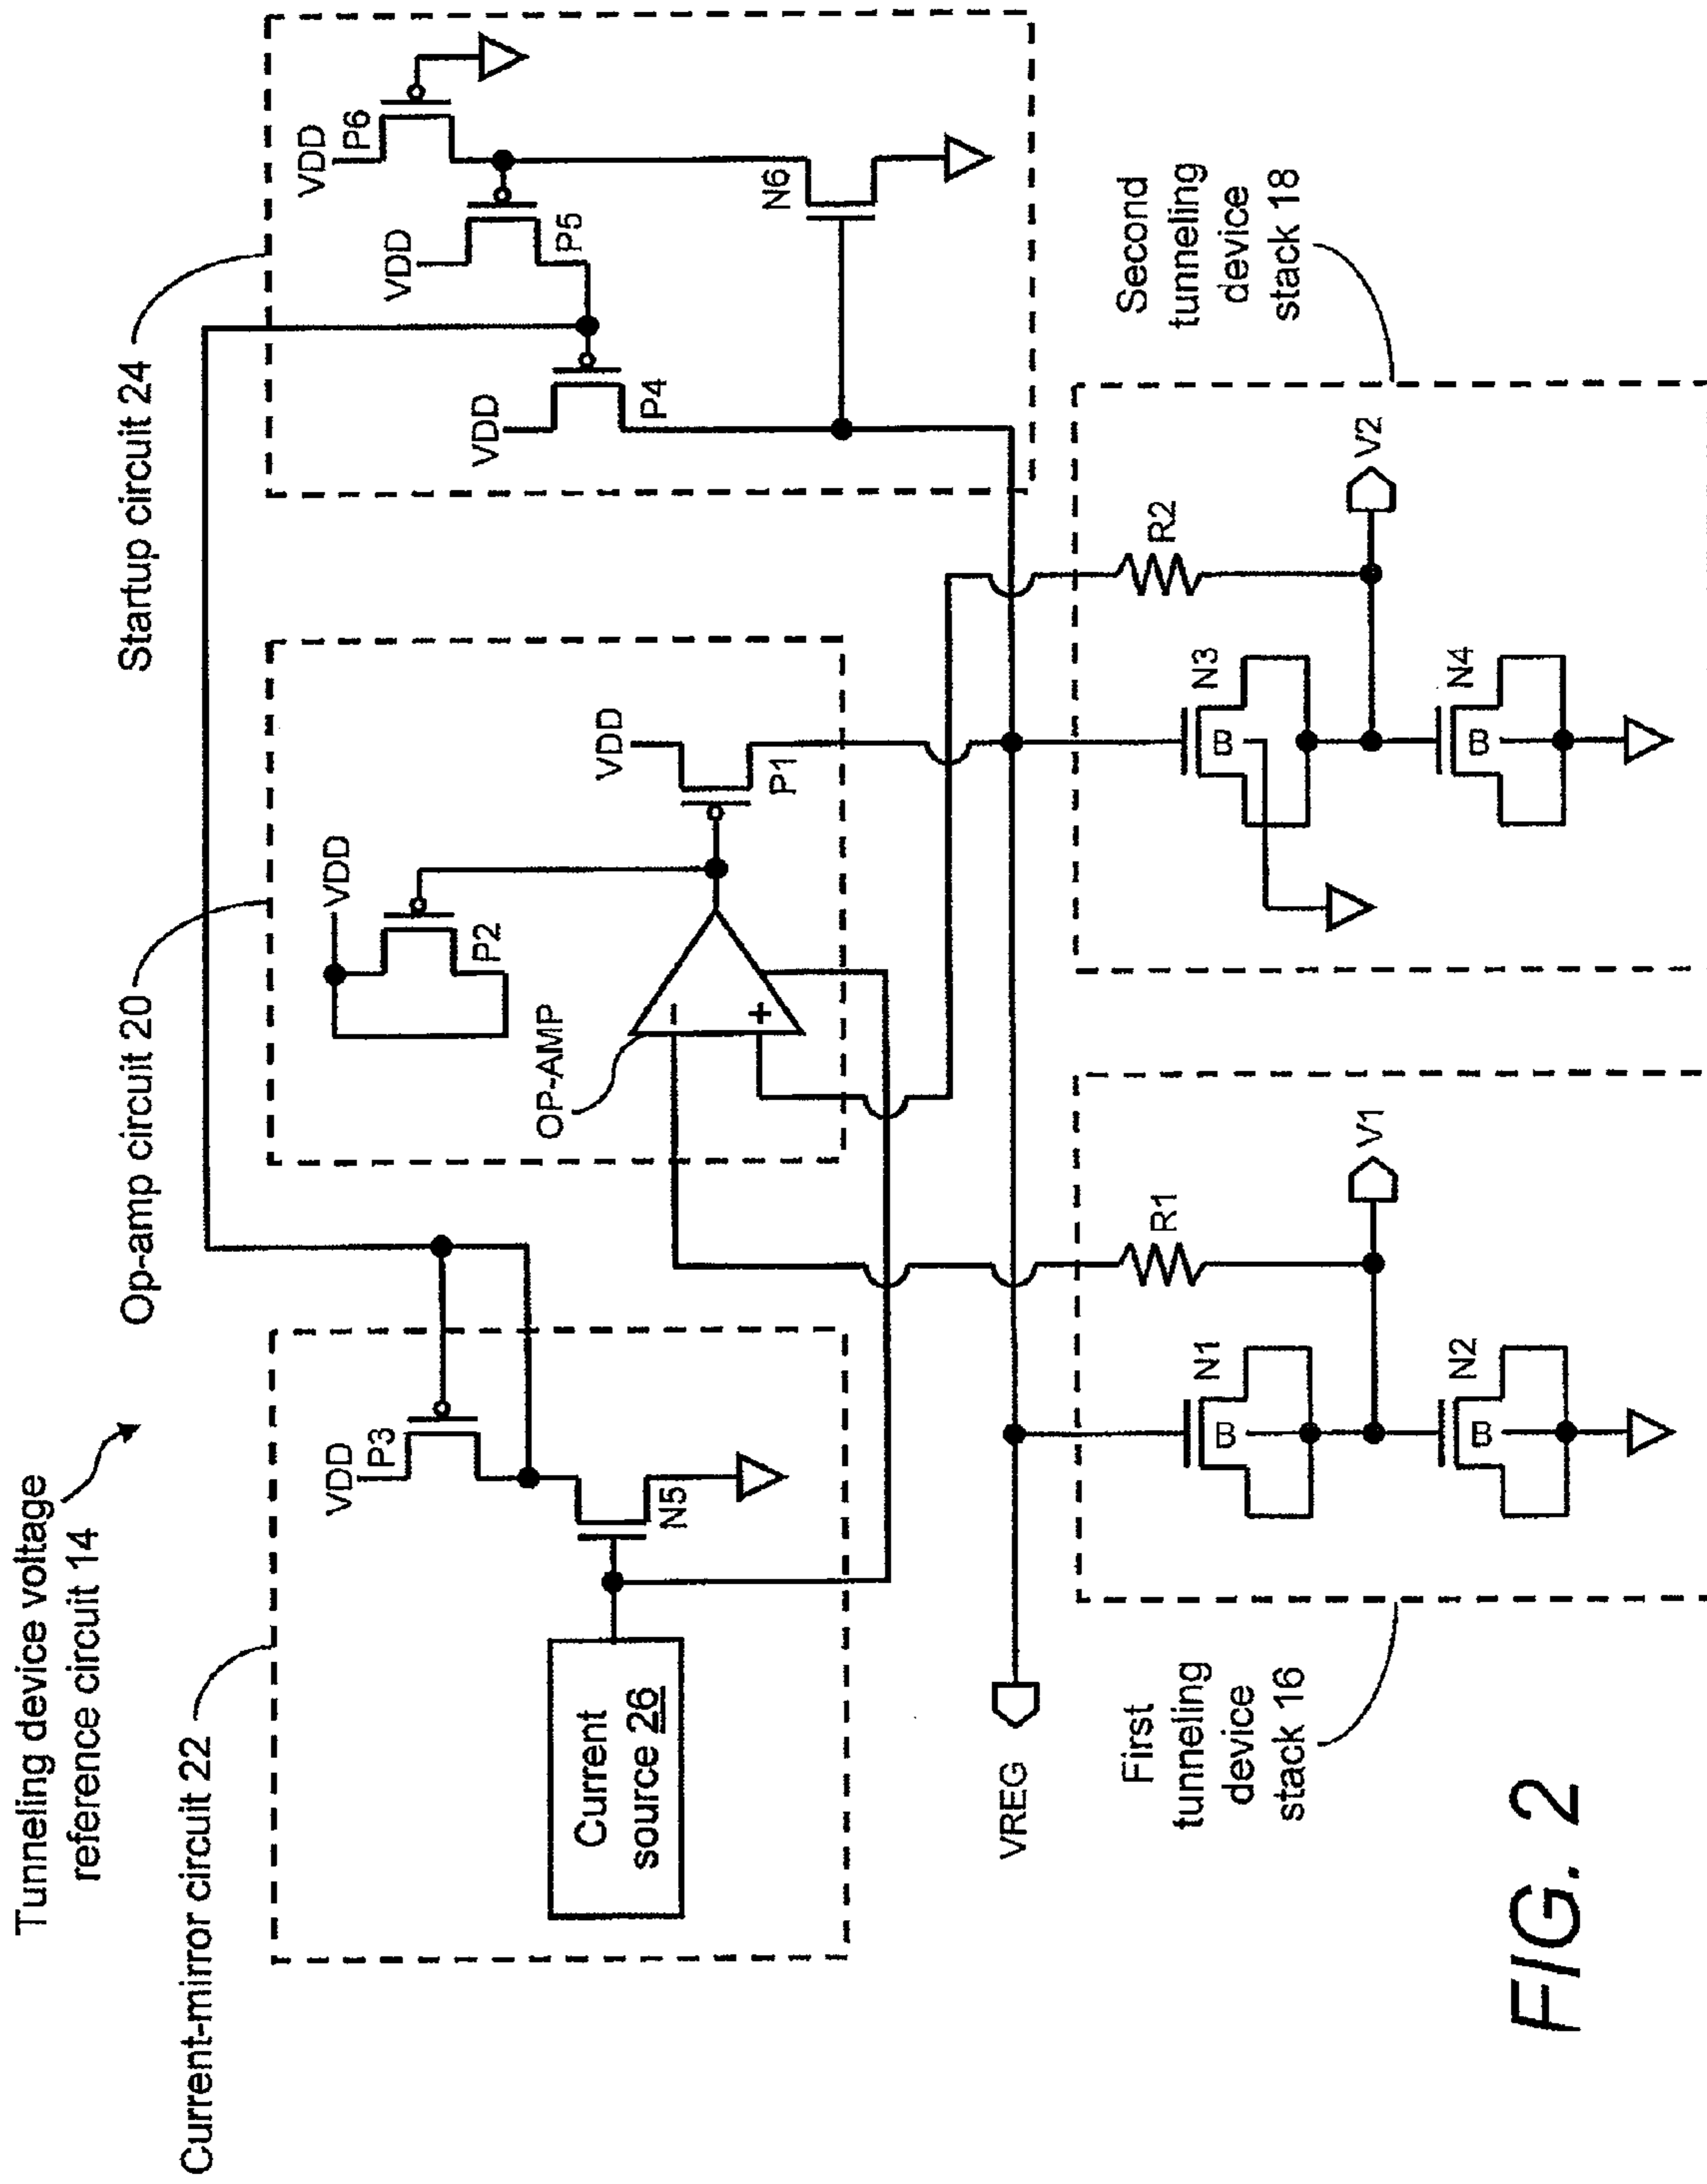 Tunneling device voltage
reference circuit 14
Current-mirror circuit 22
Op-amp circuit 20
Startup circuit 24
VDD
P3
N5
Current
source 26
VDD
P2
OP-AMP
−
+
VDD
P1
VDD
P4
VDD
P5
VDD
P6
N6
VREG
First
tunneling
device
stack 16
N1
B
N2
B
R1
V1
Second
tunneling
device
stack 18
N3
B
N4
B
R2
V2
FIG. 2